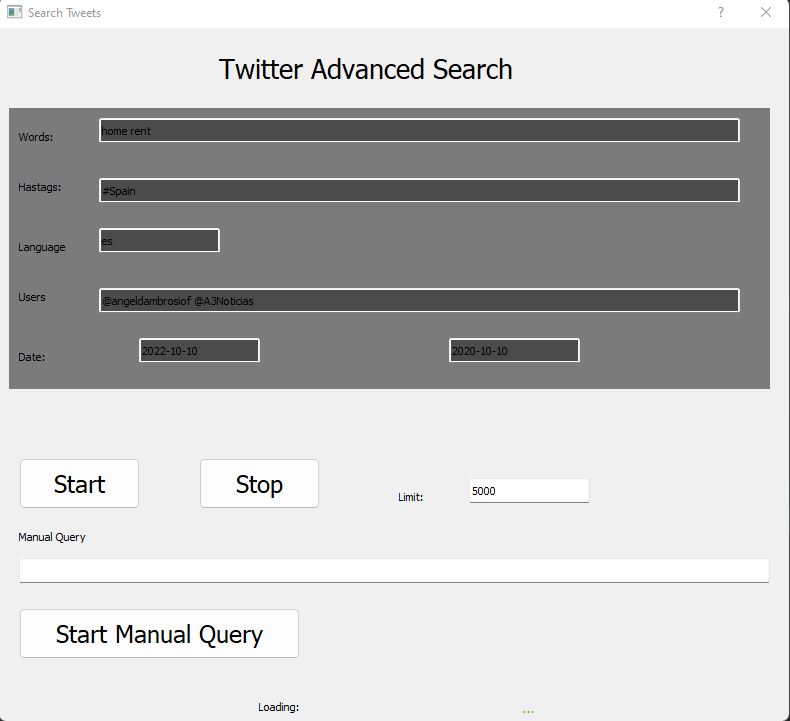 Search Tweets
?
Twitter Advanced Search
Words: home rent
Hastags: #Spain
Language es
Users @angeldambrosiof @A3Noticias
Date: 2022-10-10 2020-10-10
Start Stop Limit: 5000
Manual Query
Start Manual Query
Loading: ...